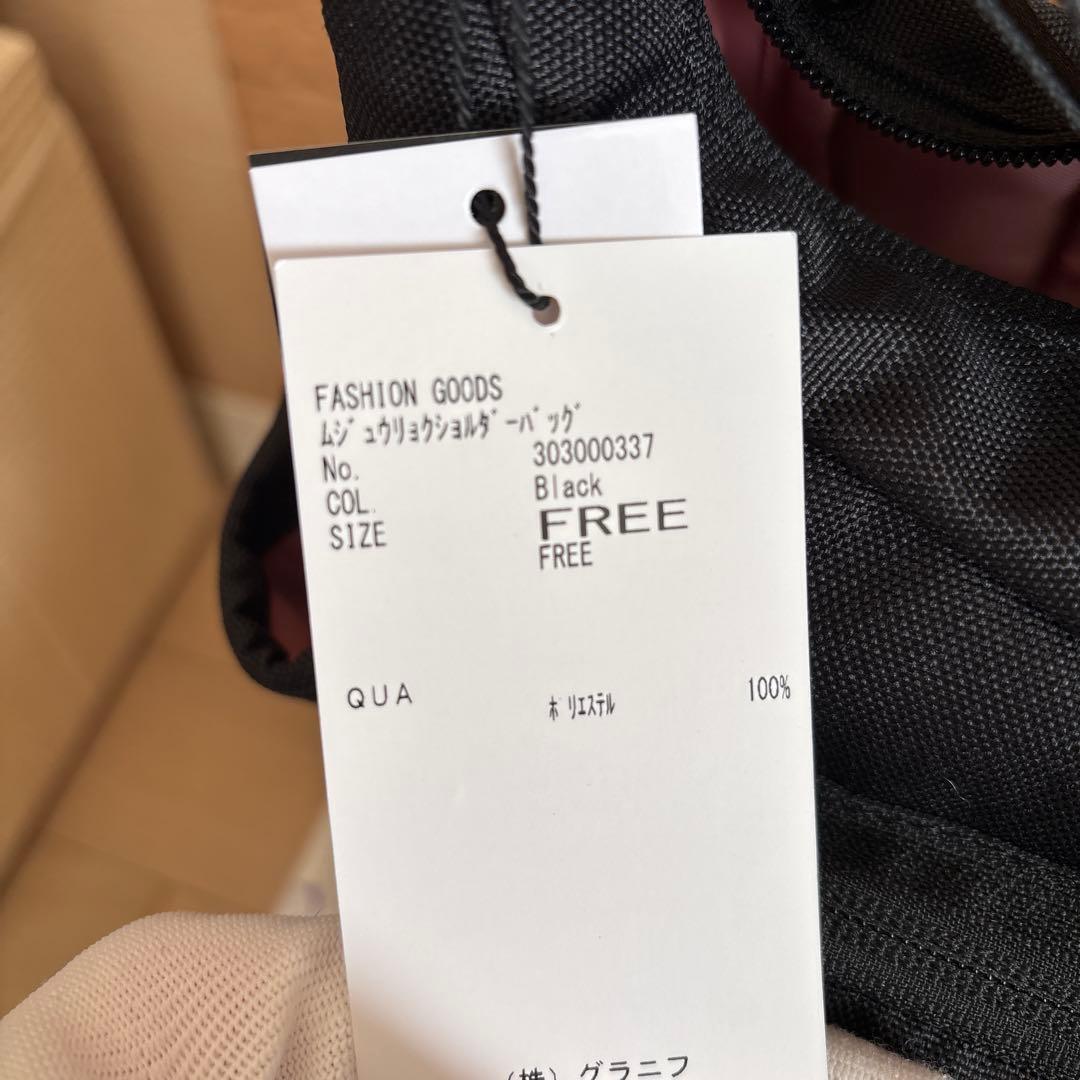 FASHION GOODS
ﾑｼﾞｭｳﾘｮｸｼｮﾙﾀﾞｰﾊﾞｯｸﾞ
No. 303000337
COL. Black
SIZE FREE
FREE
QUA ﾎﾟﾘｴｽﾃﾙ 100%
(株) グラニフ